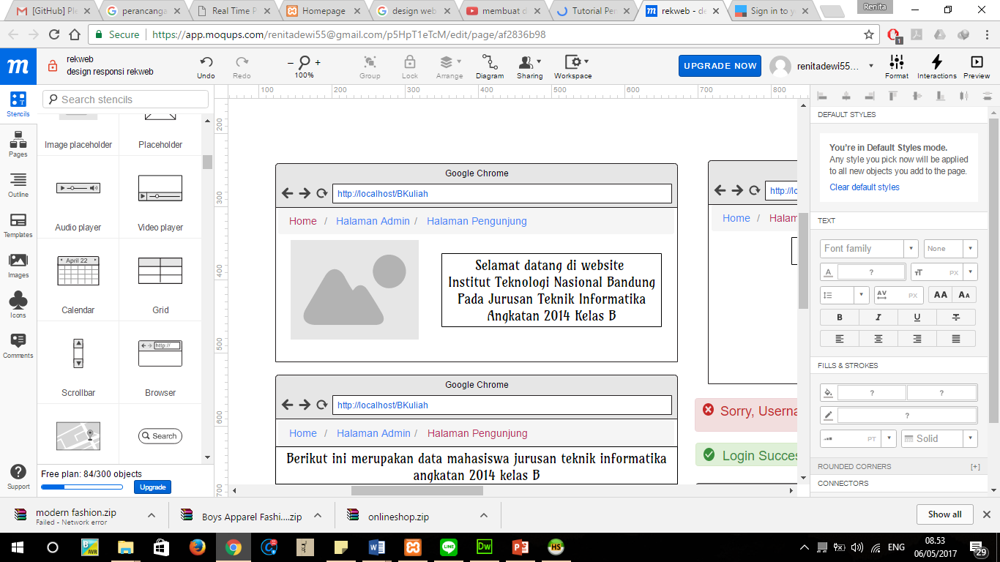 [GitHub] Ple
perancanga
Real Time P
Homepage
design web
membuat d
Tutorial Per
rekweb - de
Sign in to y
Renita
Secure
https://app.moqups.com/renitadewi55@gmail.com/p5HpT1eTcM/edit/page/af2836b98
1
m
rekweb
design responsi rekweb
Undo
Redo
100%
Group
Lock
Arrange
Diagram
Sharing
Workspace
UPGRADE NOW
renitadewi55...
Format
Interactions
Preview
Stencils
Pages
Outline
Templates
Images
Icons
Comments
Support
Search stencils
Image placeholder
Placeholder
Audio player
Video player
April 22
Calendar
Grid
http://
Scrollbar
Browser
Search
Free plan: 84/300 objects
Upgrade
100 200 300 400 500 600 700 800
200
300
400
500
600
700
Google Chrome
http://localhost/BKuliah
Home / Halaman Admin / Halaman Pengunjung
Selamat datang di website
Institut Teknologi Nasional Bandung
Pada Jurusan Teknik Informatika
Angkatan 2014 Kelas B
Google Chrome
http://localhost/BKuliah
Home / Halaman Admin / Halaman Pengunjung
Berikut ini merupakan data mahasiswa jurusan teknik informatika
angkatan 2014 kelas B
http://lo
Home / Halam
Sorry, Userna
Login Succes
DEFAULT STYLES
You're in Default Styles mode.
Any style you pick now will be applied
to all new objects you add to the page.
Clear default styles
TEXT
Font family
None
A ? TT PX
AV PX AA AA
B I U T
FILLS & STROKES
? ?
?
PT Solid
ROUNDED CORNERS [+]
CONNECTORS
modern fashion.zip
Failed - Network error
Boys Apparel Fashi....zip
onlineshop.zip
Show all
B AVR
W
LINE
Dw
P
HS
ENG
08.53
06/05/2017
29